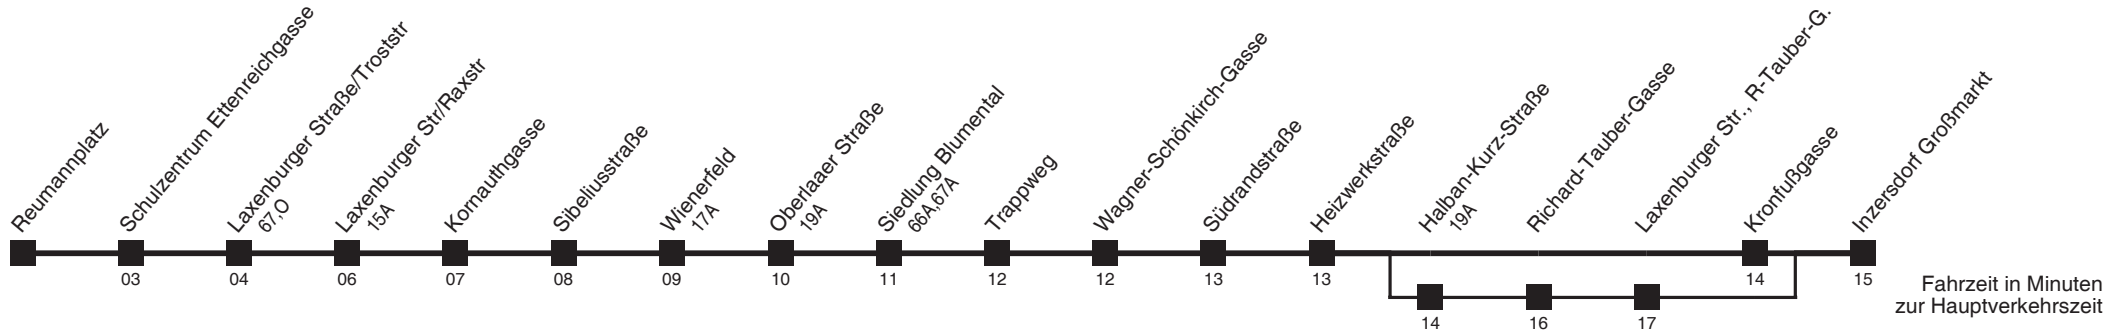 Reumannplatz
Schulzentrum Ettenreichgasse
Laxenburger Straße/Troststr
67,O
Laxenburger Str/Raxstr
15A
Kornauthgasse
Sibeliusstraße
Wienerfeld
17A
Oberlaaer Straße
19A
Siedlung Blumental
66A,67A
Trappweg
Wagner-Schönkirch-Gasse
Südrandstraße
Heizwerkstraße
Halban-Kurz-Straße
19A
Richard-Tauber-Gasse
Laxenburger Str., R-Tauber-G.
Kronfußgasse
Inzersdorf Großmarkt
03 04 06 07 08 09 10 11 12 12 13 13 14 15
14 16 17
Fahrzeit in Minuten
zur Hauptverkehrszeit